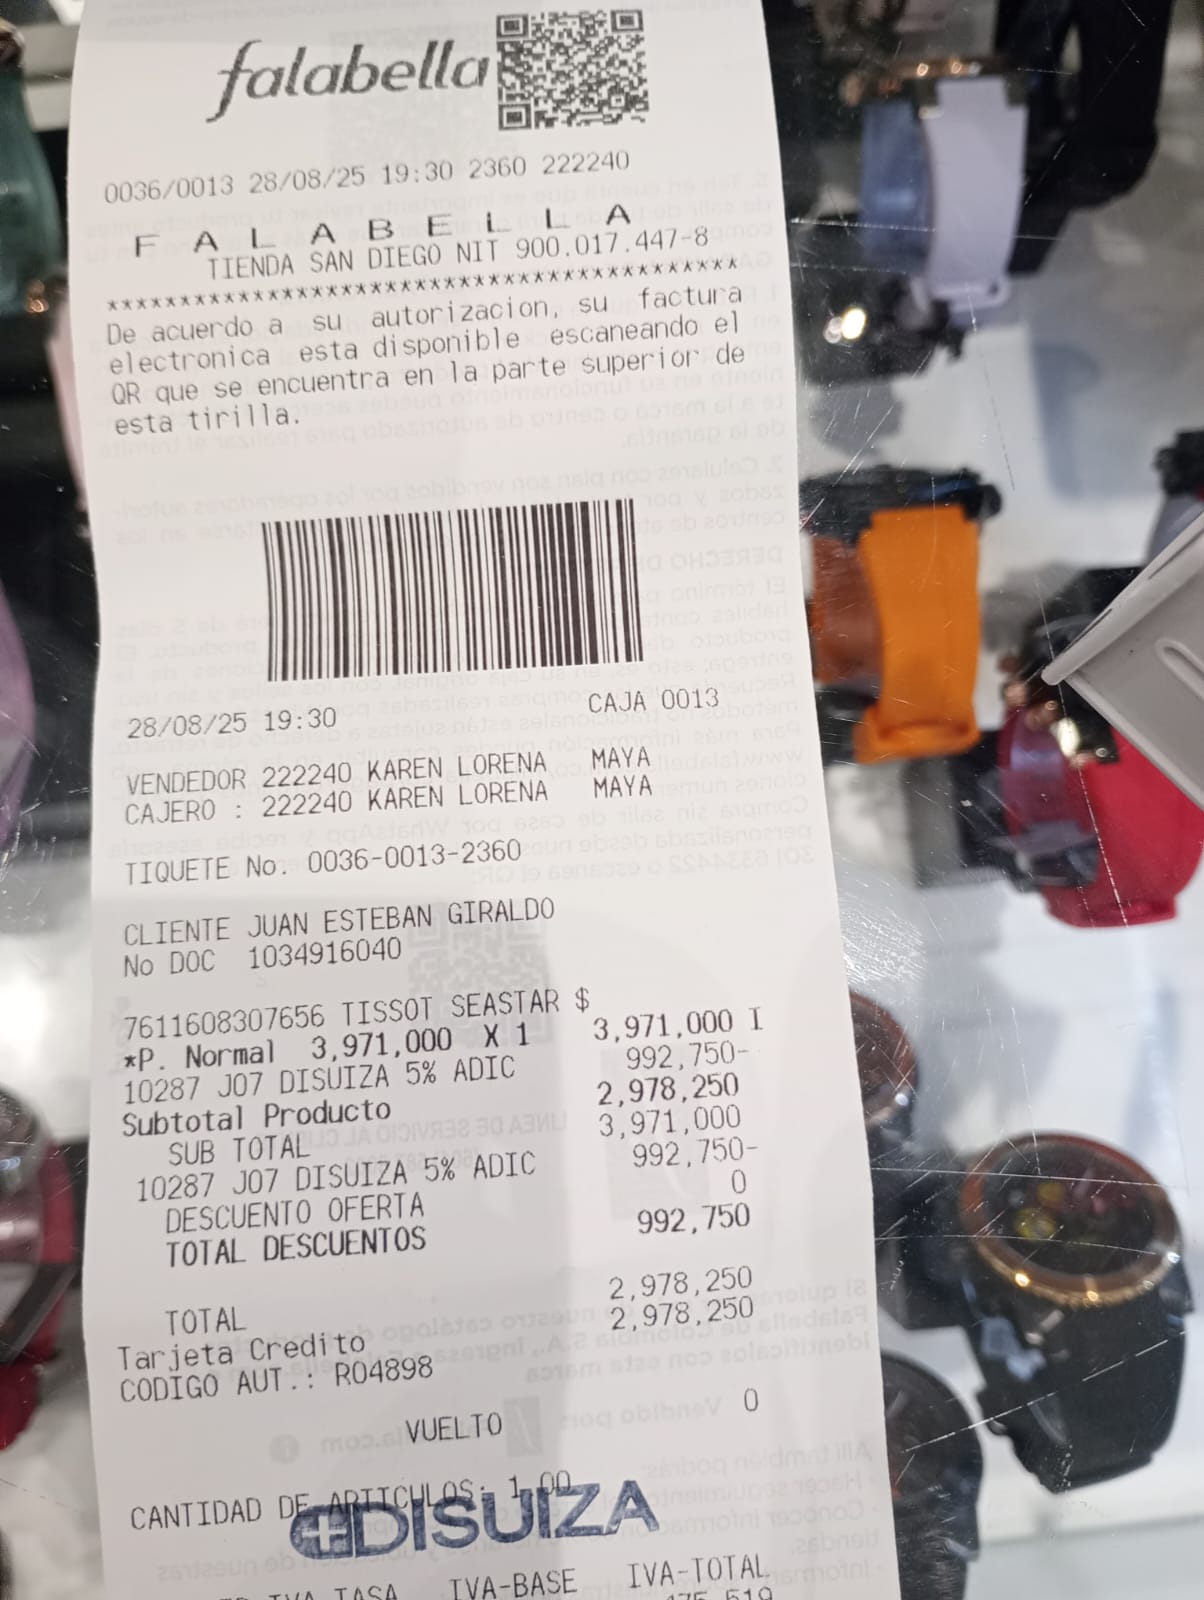 falabella
0036/0013 28/08/25 19:30 2360 222240
F A L A B E L L A
TIENDA SAN DIEGO NIT 900.017.447-8
*******************************************
De acuerdo a su autorizacion, su factura
electronica esta disponible escaneando el
QR que se encuentra en la parte superior de
esta tirilla.
28/08/25 19:30 CAJA 0013
VENDEDOR 222240 KAREN LORENA MAYA
CAJERO : 222240 KAREN LORENA MAYA
TIQUETE No. 0036-0013-2360
CLIENTE JUAN ESTEBAN GIRALDO
No DOC 1034916040
7611608307656 TISSOT SEASTAR $
*P. Normal 3,971,000 X 1 3,971,000 I
10287 J07 DISUIZA 5% ADIC 992,750-
Subtotal Producto 2,978,250
SUB TOTAL 3,971,000
10287 J07 DISUIZA 5% ADIC 992,750-
DESCUENTO OFERTA 0
TOTAL DESCUENTOS 992,750
TOTAL 2,978,250
Tarjeta Credito 2,978,250
CODIGO AUT.: R04898
VUELTO 0
CANTIDAD DE ARTICULOS: 1.00
DISUIZA
IVA TASA IVA-BASE IVA-TOTAL